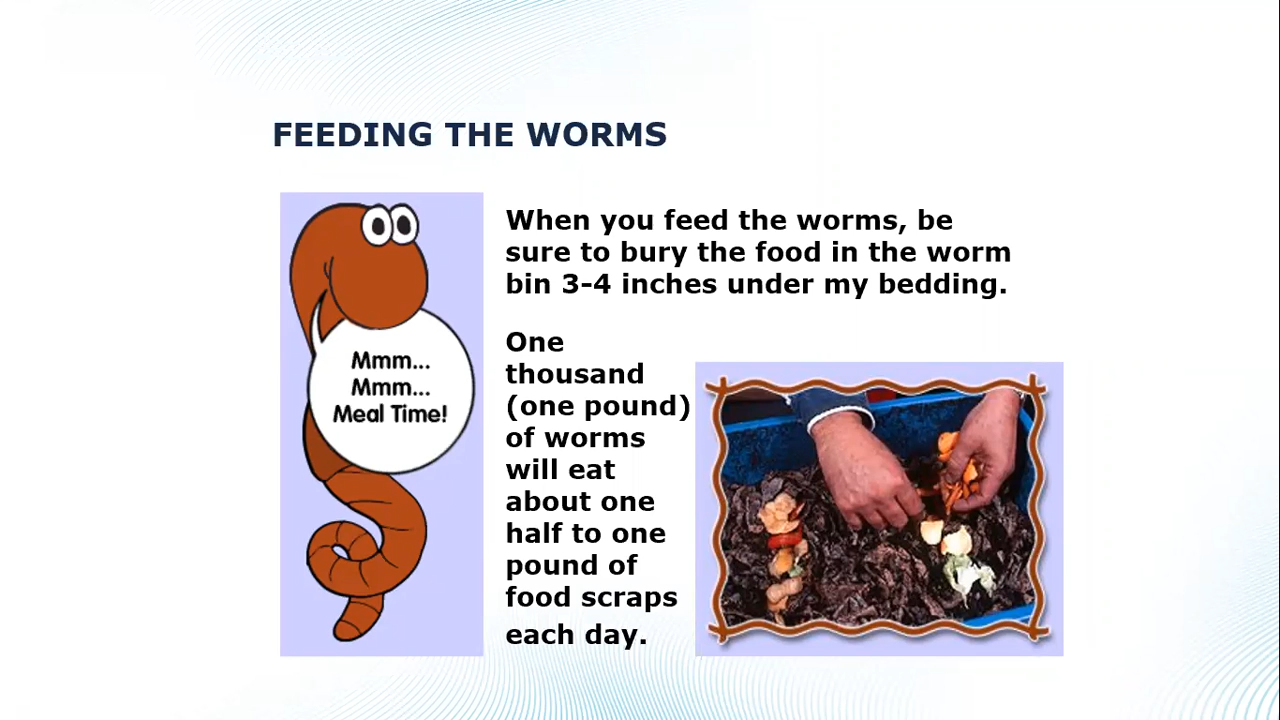 FEEDING THE WORMS
Mmm...
Mmm...
Meal Time!
When you feed the worms, be
sure to bury the food in the worm
bin 3-4 inches under my bedding.
One
thousand
(one pound)
of worms
will eat
about one
half to one
pound of
food scraps
each day.